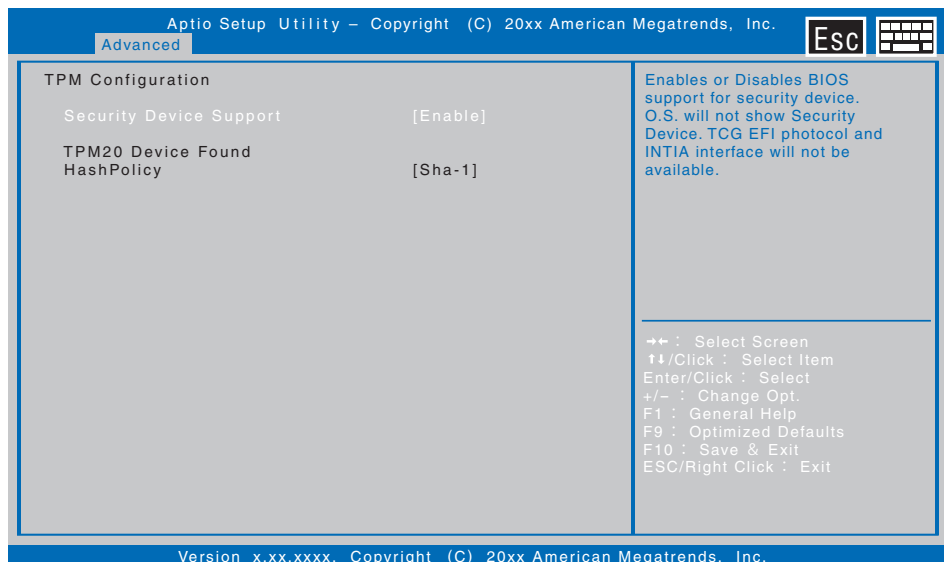 Aptio Setup Utility – Copyright (C) 20xx American Megatrends, Inc.
Esc
Advanced
TPM Configuration
Security Device Support [Enable]
TPM20 Device Found
HashPolicy [Sha-1]
Enables or Disables BIOS
support for security device.
O.S. will not show Security
Device. TCG EFI photocol and
INTIA interface will not be
available.
→← : Select Screen
↑↓/Click : Select Item
Enter/Click : Select
+/− : Change Opt.
F1 : General Help
F9 : Optimized Defaults
F10 : Save & Exit
ESC/Right Click : Exit
Version x.xx.xxxx. Copyright (C) 20xx American Megatrends, Inc.